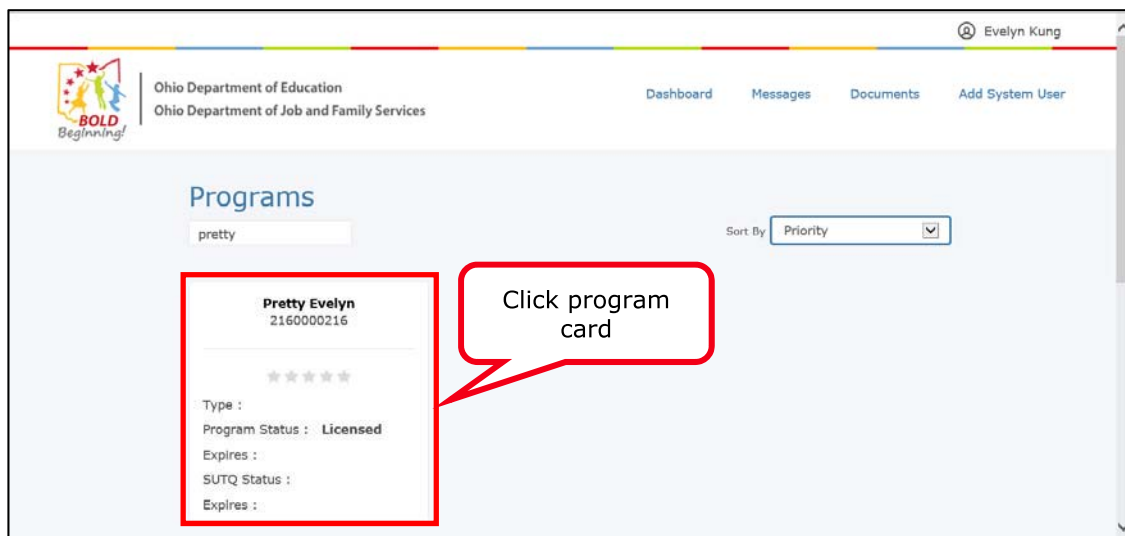 Evelyn Kung
BOLD
Beginning!
Ohio Department of Education
Ohio Department of Job and Family Services
Dashboard
Messages
Documents
Add System User
Programs
pretty
Sort By
Priority
Pretty Evelyn
2160000216
Type :
Program Status : Licensed
Expires :
SUTQ Status :
Expires :
Click program
card